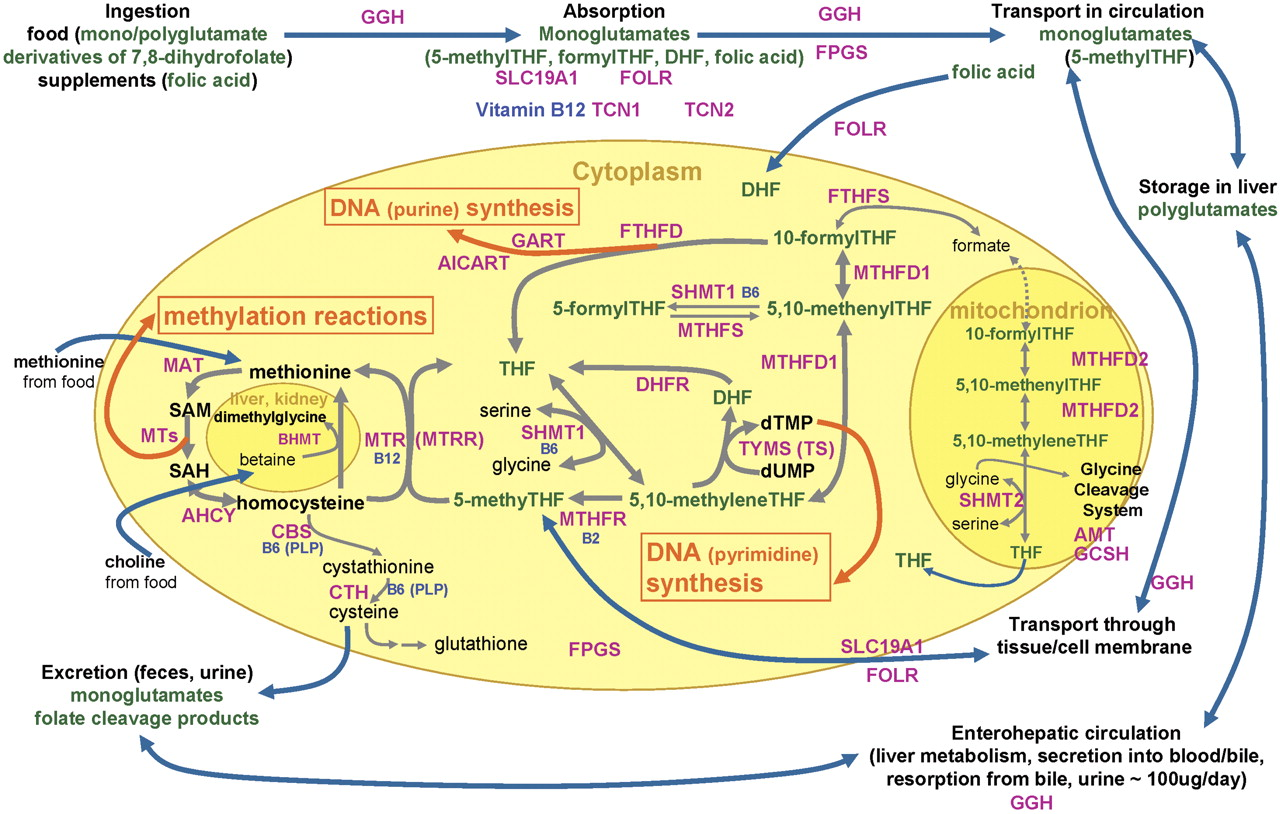 Ingestion
food (mono/polyglutamate
derivatives of 7,8-dihydrofolate)
supplements (folic acid)
GGH
Absorption
Monoglutamates
(5-methylTHF, formylTHF, DHF, folic acid)
SLC19A1 FOLR
Vitamin B12 TCN1 TCN2
GGH
FPGS
Transport in circulation
monoglutamates
(5-methylTHF)
folic acid
FOLR
Storage in liver
polyglutamates
Cytoplasm
DHF
FTHFS
DNA (purine) synthesis
GART
FTHFD
AICART
10-formylTHF
formate
MTHFD1
5-formylTHF
SHMT1 B6
MTHFS
5,10-methenylTHF
MTHFD1
methylation reactions
methionine
from food
MAT
methionine
SAM
MTs
SAH
AHCY
homocysteine
liver, kidney
dimethylglycine
BHMT
betaine
choline
from food
MTR (MTRR)
B12
THF
serine
SHMT1
B6
glycine
DHFR
DHF
dTMP
TYMS (TS)
dUMP
5-methyTHF
MTHFR
B2
5,10-methyleneTHF
DNA (pyrimidine)
synthesis
CBS
B6 (PLP)
cystathionine
CTH
B6 (PLP)
cysteine
glutathione
FPGS
mitochondrion
10-formylTHF
MTHFD2
5,10-methenylTHF
MTHFD2
5,10-methyleneTHF
glycine
SHMT2
serine
Glycine
Cleavage
System
AMT
GCSH
THF
THF
GGH
SLC19A1
FOLR
Transport through
tissue/cell membrane
Excretion (feces, urine)
monoglutamates
folate cleavage products
Enterohepatic circulation
(liver metabolism, secretion into blood/bile,
resorption from bile, urine ~ 100ug/day)
GGH